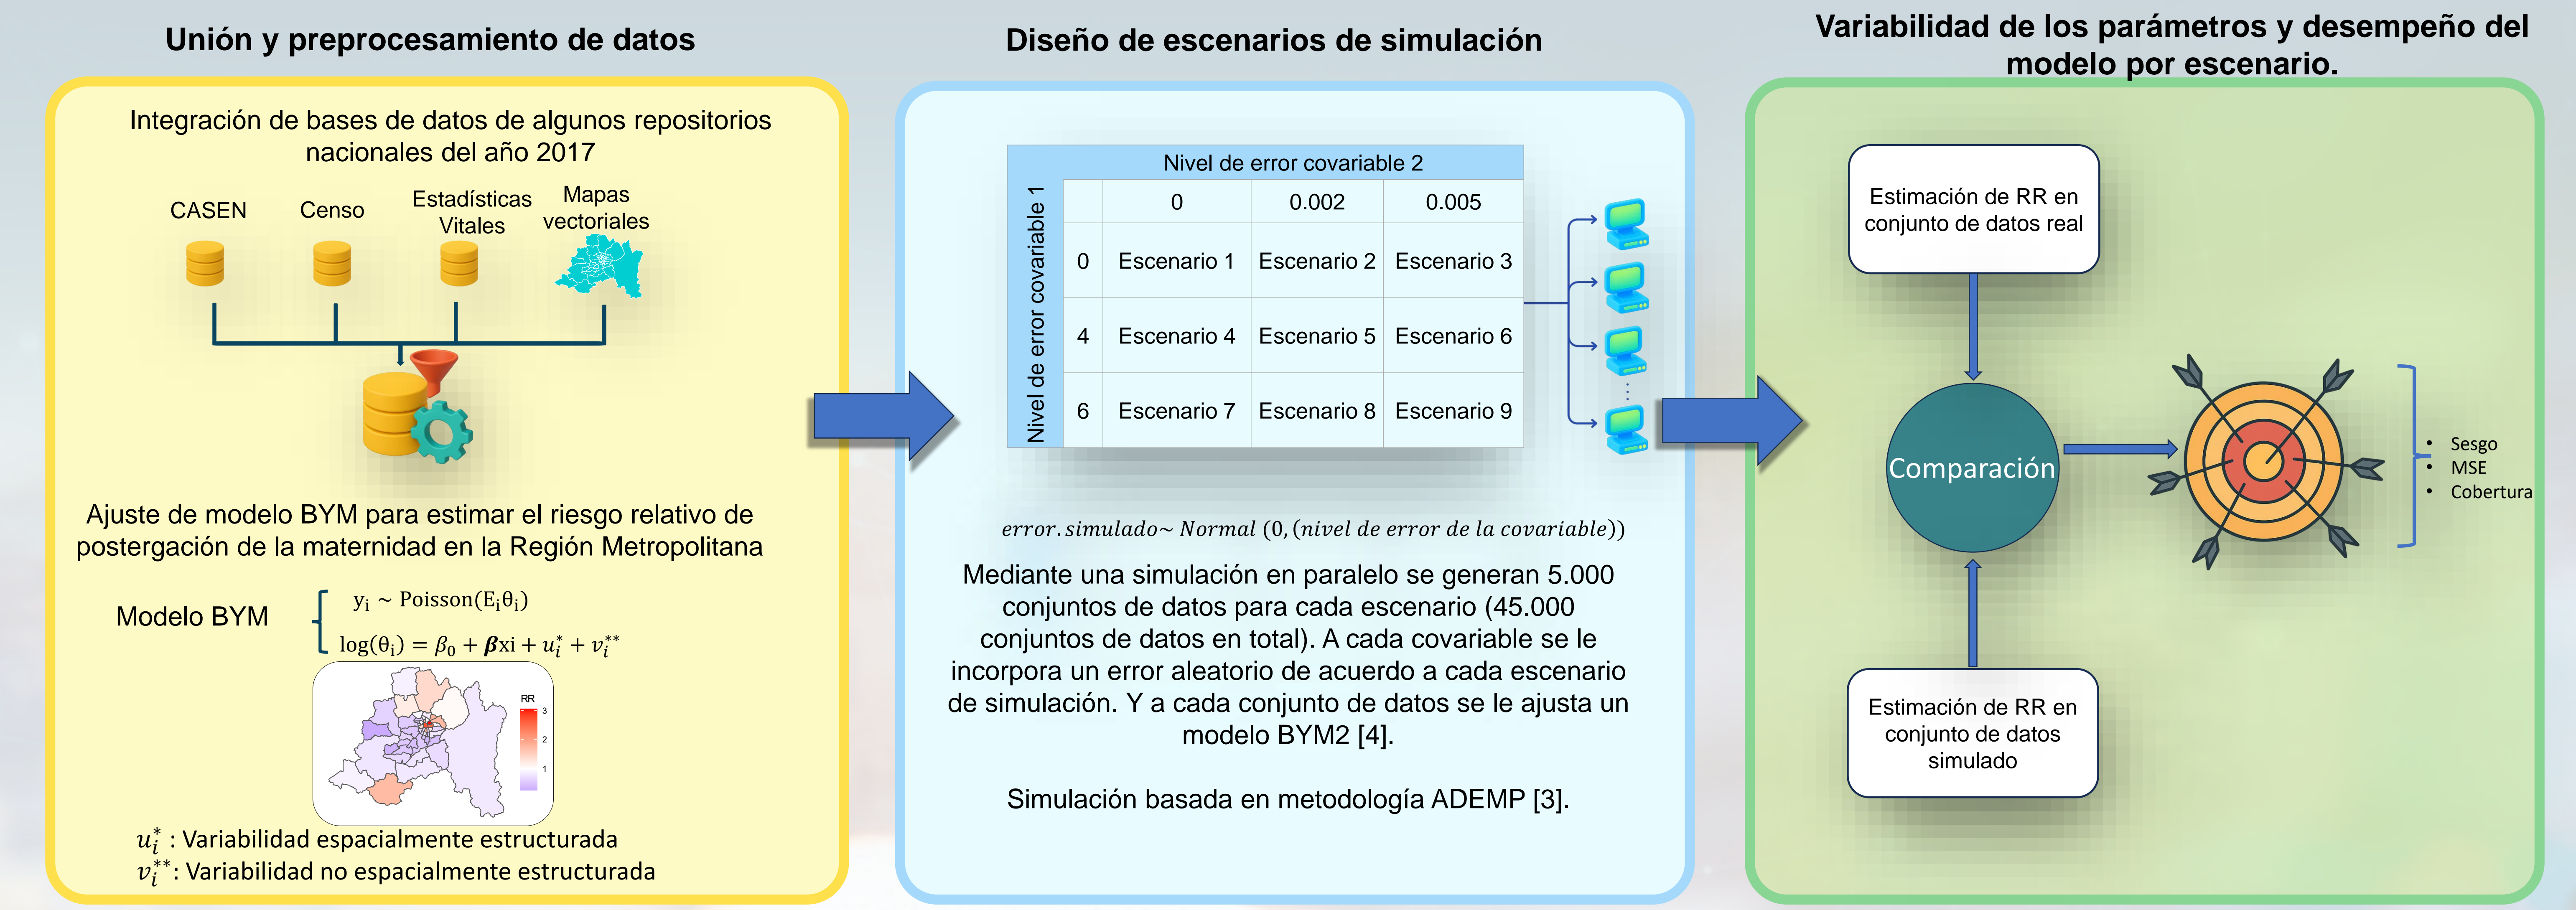 Unión y preprocesamiento de datos
Integración de bases de datos de algunos repositorios
nacionales del año 2017
CASEN
Censo
Estadísticas
Vitales
Mapas
vectoriales
Ajuste de modelo BYM para estimar el riesgo relativo de
postergación de la maternidad en la Región Metropolitana
Modelo BYM
y_i ~ Poisson(E_iθ_i)
log(θ_i) = β_0 + βxi + u_i^* + v_i^**
RR
3
2
1
u_i^* : Variabilidad espacialmente estructurada
v_i^** : Variabilidad no espacialmente estructurada
Diseño de escenarios de simulación
Nivel de error covariable 2
Nivel de error covariable 1
0 0.002 0.005
0 Escenario 1 Escenario 2 Escenario 3
4 Escenario 4 Escenario 5 Escenario 6
6 Escenario 7 Escenario 8 Escenario 9
error.simulado~ Normal (0, (nivel de error de la covariable))
Mediante una simulación en paralelo se generan 5.000
conjuntos de datos para cada escenario (45.000
conjuntos de datos en total). A cada covariable se le
incorpora un error aleatorio de acuerdo a cada escenario
de simulación. Y a cada conjunto de datos se le ajusta un
modelo BYM2 [4].
Simulación basada en metodología ADEMP [3].
Variabilidad de los parámetros y desempeño del
modelo por escenario.
Estimación de RR en
conjunto de datos real
Comparación
• Sesgo
• MSE
• Cobertura
Estimación de RR en
conjunto de datos
simulado